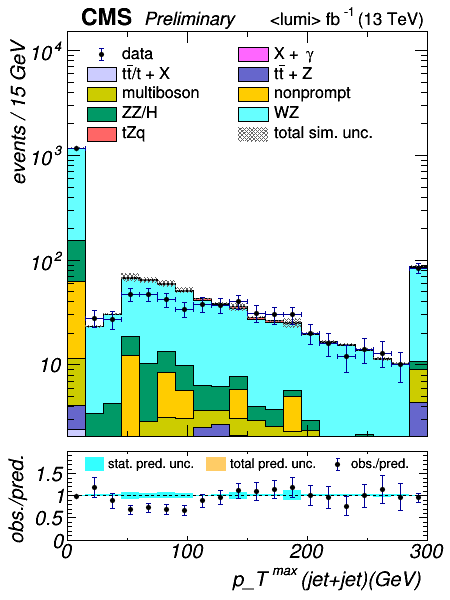 CMS Preliminary <lumi> fb⁻¹ (13 TeV)
events / 15 GeV
10⁴
10³
10²
10
data
X + γ
tt̄/t + X
tt̄ + Z
multiboson
nonprompt
ZZ/H
WZ
tZq
total sim. unc.
obs./pred.
1.5
1
0.5
0
stat. pred. unc. total pred. unc. obs./pred.
0 100 200 300
p_T^max (jet+jet)(GeV)